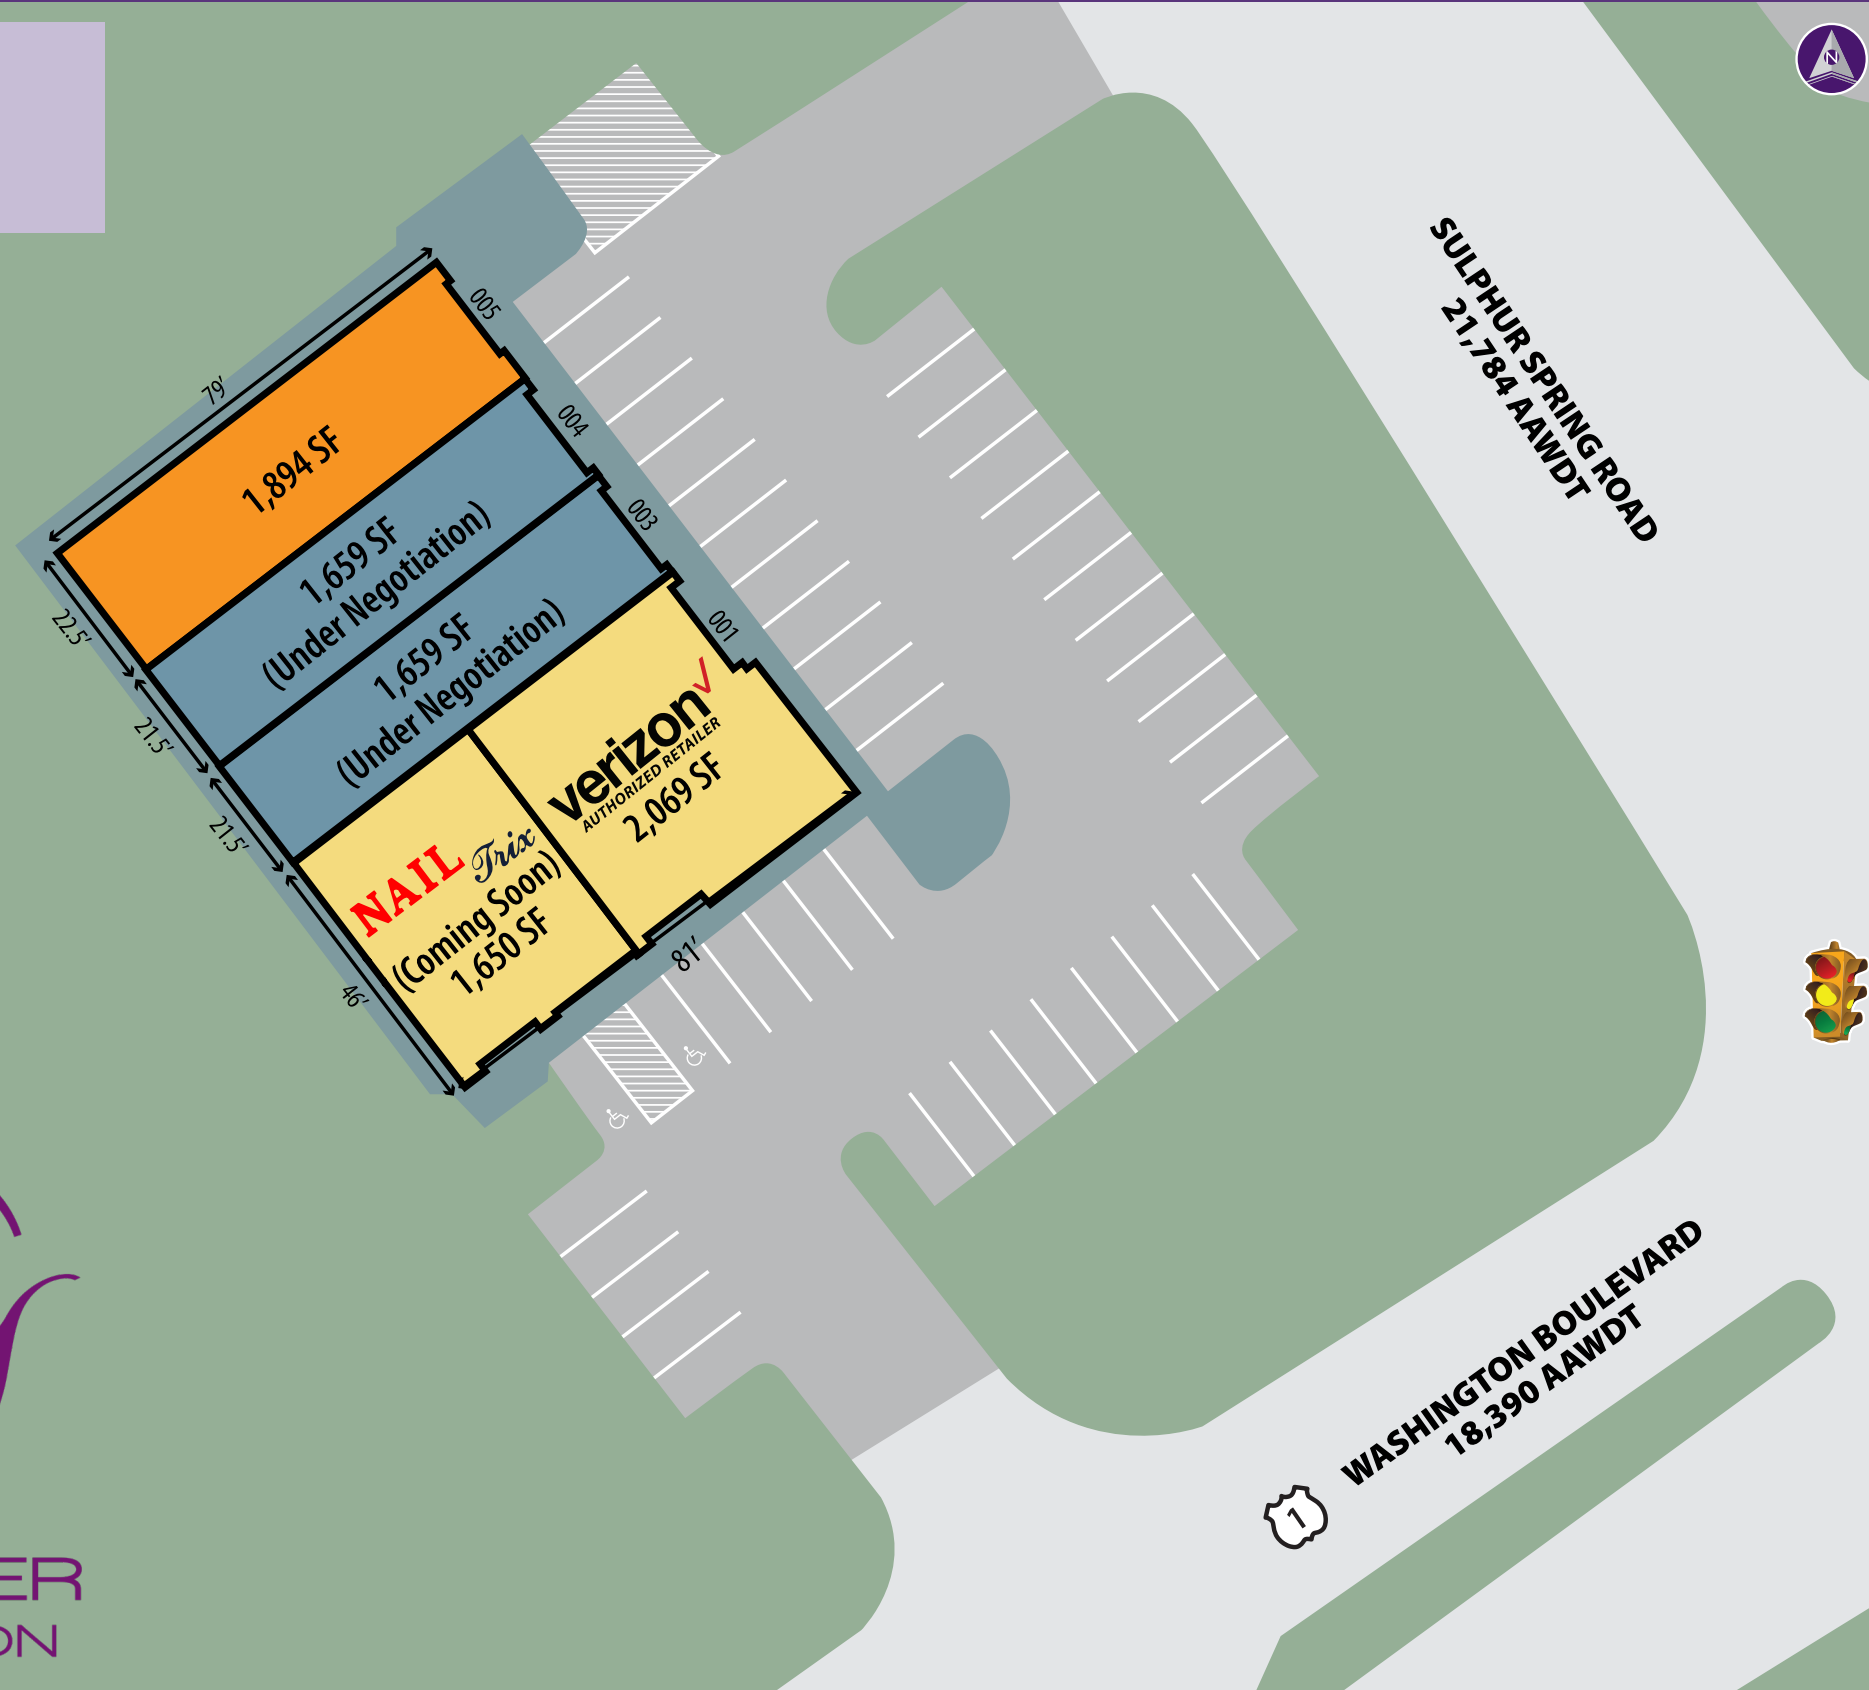 N
SULPHUR SPRING ROAD
21,784 AAWDT
005
004
003
001
79′
1,894 SF
1,659 SF
(Under Negotiation)
1,659 SF
(Under Negotiation)
22.5′
21.5′
21.5′
46′
81′
verizon
AUTHORIZED RETAILER
2,069 SF
NAIL Trix
(Coming Soon)
1,650 SF
WASHINGTON BOULEVARD
18,390 AAWDT
1
ER
ON